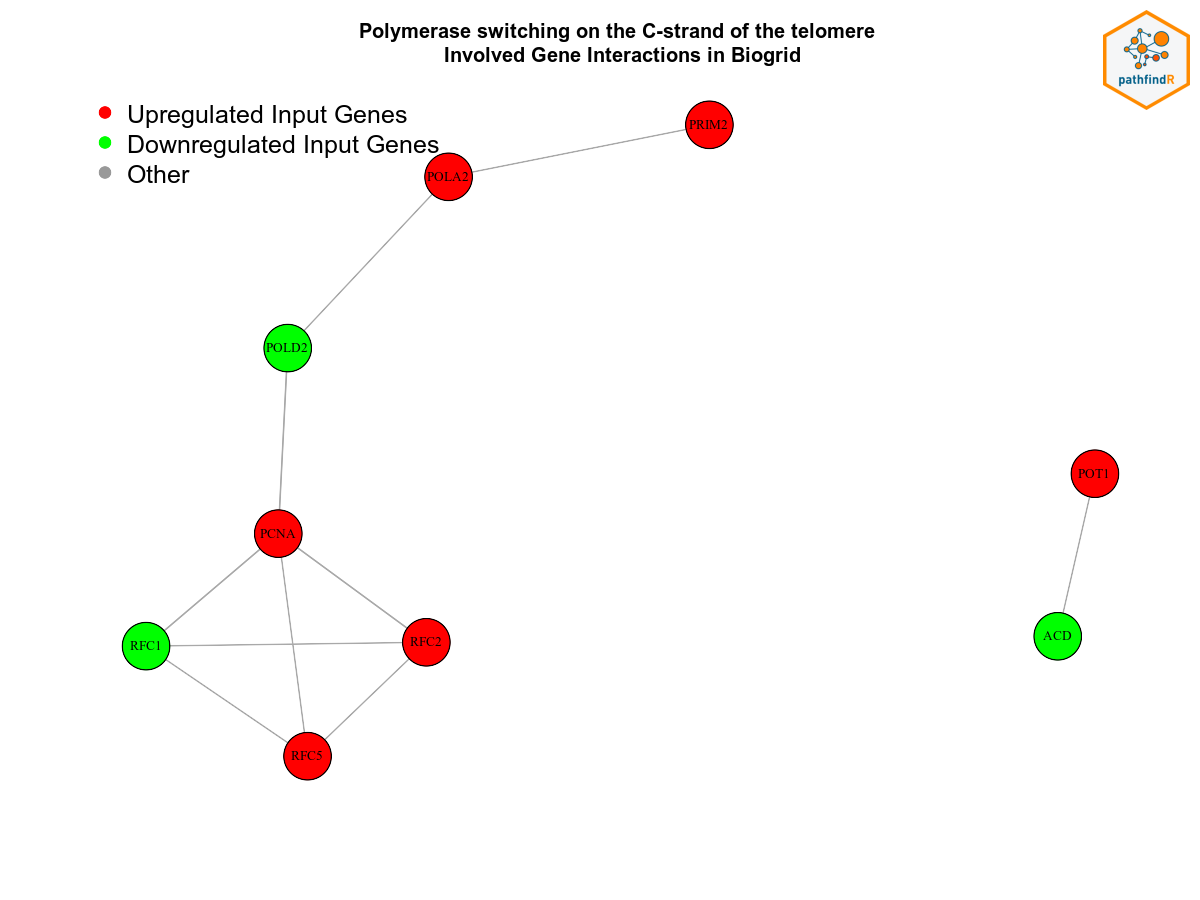 Polymerase switching on the C-strand of the telomere
Involved Gene Interactions in Biogrid
pathfindR
Upregulated Input Genes
Downregulated Input Genes
Other
PRIM2
POLA2
POLD2
POT1
PCNA
ACD
RFC1
RFC2
RFC5